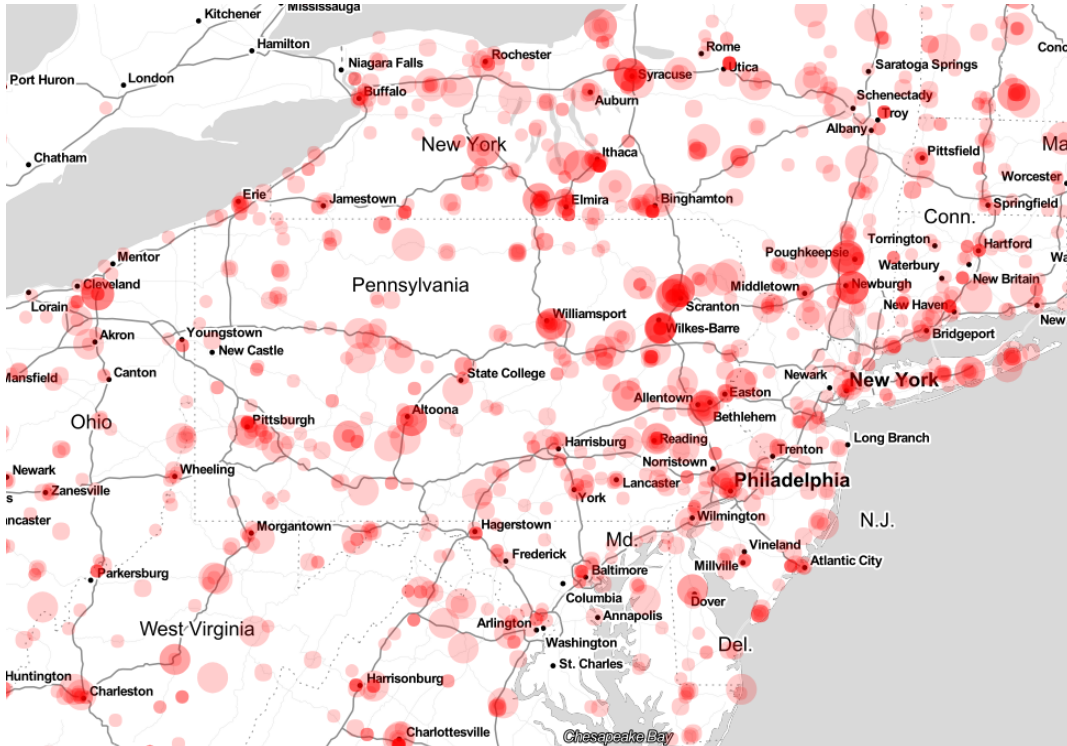 Kitchener
Mississauga
Hamilton
Rochester
Rome
Conc
Niagara Falls
Syracuse
Utica
Saratoga Springs
Port Huron
London
Buffalo
Auburn
Schenectady
Troy
Albany
New York
Ma
Chatham
Ithaca
Pittsfield
Worcester
Erie
Jamestown
Elmira
Binghamton
Springfield
Conn.
Torrington
Hartford
Mentor
Poughkeepsie
Wa
Waterbury
New Britain
Cleveland
Pennsylvania
Middletown
Newburgh
Lorain
Scranton
New Haven
New
Williamsport
Wilkes-Barre
Bridgeport
Akron
Youngstown
New Castle
Mansfield
Canton
State College
Newark
New York
Allentown
Easton
Ohio
Altoona
Bethlehem
Pittsburgh
Harrisburg
Reading
Long Branch
Trenton
Norristown
Newark
Wheeling
Lancaster
Philadelphia
Zanesville
York
s
ancaster
Wilmington
N.J.
Morgantown
Hagerstown
Md.
Frederick
Vineland
Millville
Atlantic City
Parkersburg
Baltimore
Columbia
Dover
Annapolis
West Virginia
Arlington
Washington
Del.
St. Charles
Huntington
Harrisonburg
Charleston
Charlottesville
Chesapeake Bay